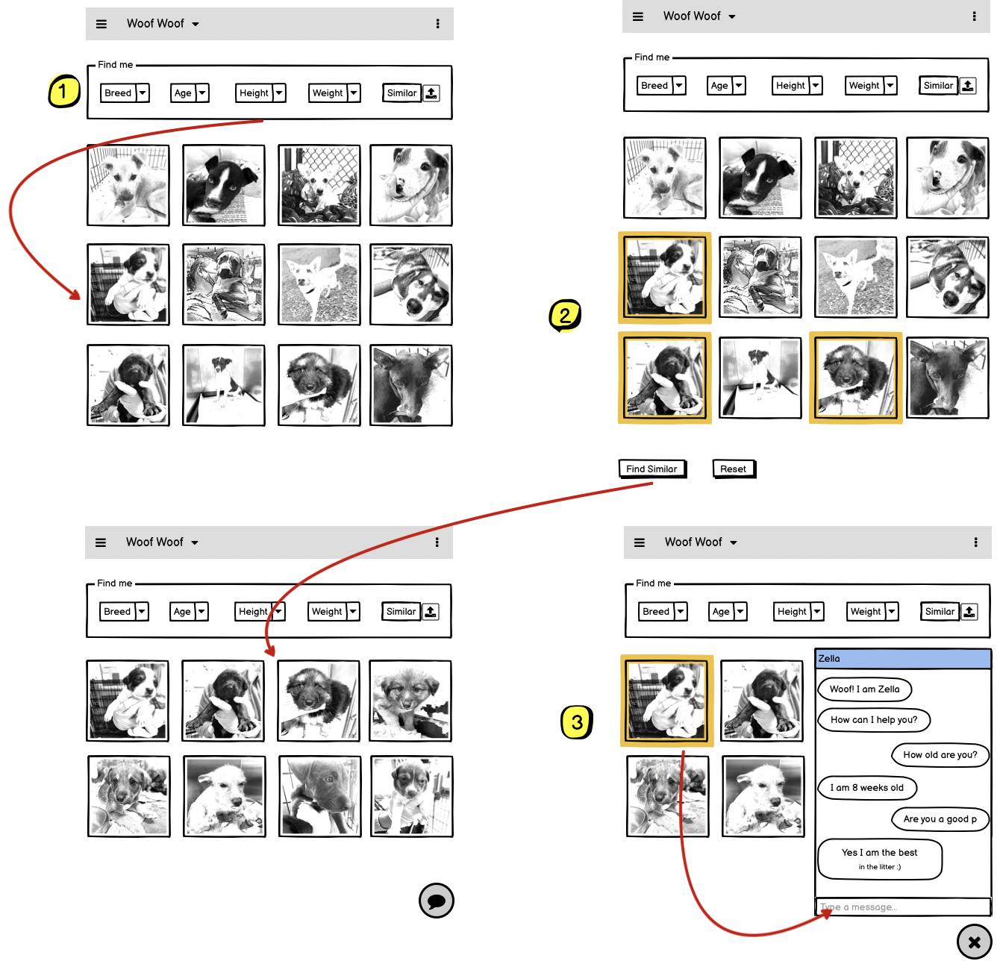 Woof Woof
Find me
1
Breed Age Height Weight Similar
Woof Woof
Find me
Breed Age Height Weight Similar
2
Find Similar Reset
Woof Woof
Find me
Breed Age Height Weight Similar
Woof Woof
Find me
Breed Age Height Weight Similar
3
Zella
Woof! I am Zella
How can I help you?
How old are you?
I am 8 weeks old
Are you a good p
Yes I am the best
in the litter :)
Type a message...